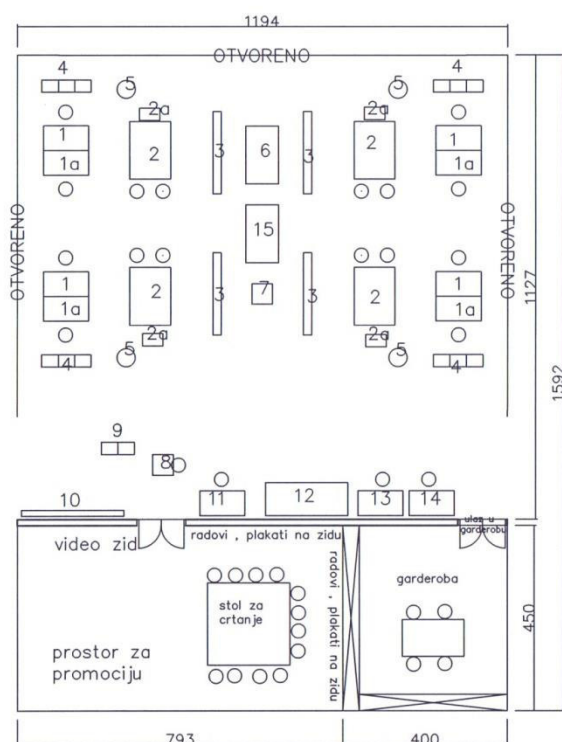 1194
OTVORENO
4 4
5 5
2a 2a
1 2 3 6 3 2 1
1a 1a
OTVORENO
15
OTVORENO
1127
1592
1 2 3 7 3 2 1
1a 1a
2a 2a
4 5 5 4
9
8
10 11 12 13 14
video zid
radovi , plakati na zidu
ulaz u
garderobu
radovi , plakati na zidu
garderoba
stol za
crtanje
450
prostor za
promociju
793 400